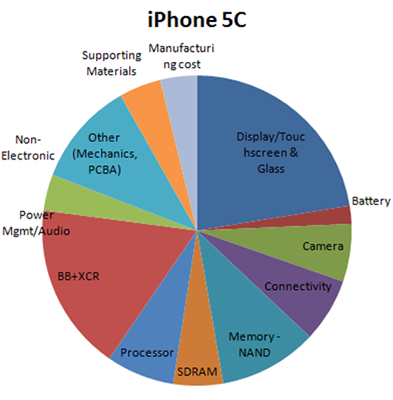 iPhone 5C
Manufacturi
ng cost
Supporting
Materials
Display/Touc
hscreen &
Glass
Other
(Mechanics,
PCBA)
Non-
Electronic
Battery
Power
Mgmt/Audio
Camera
BB+XCR
Connectivity
Memory -
NAND
Processor
SDRAM